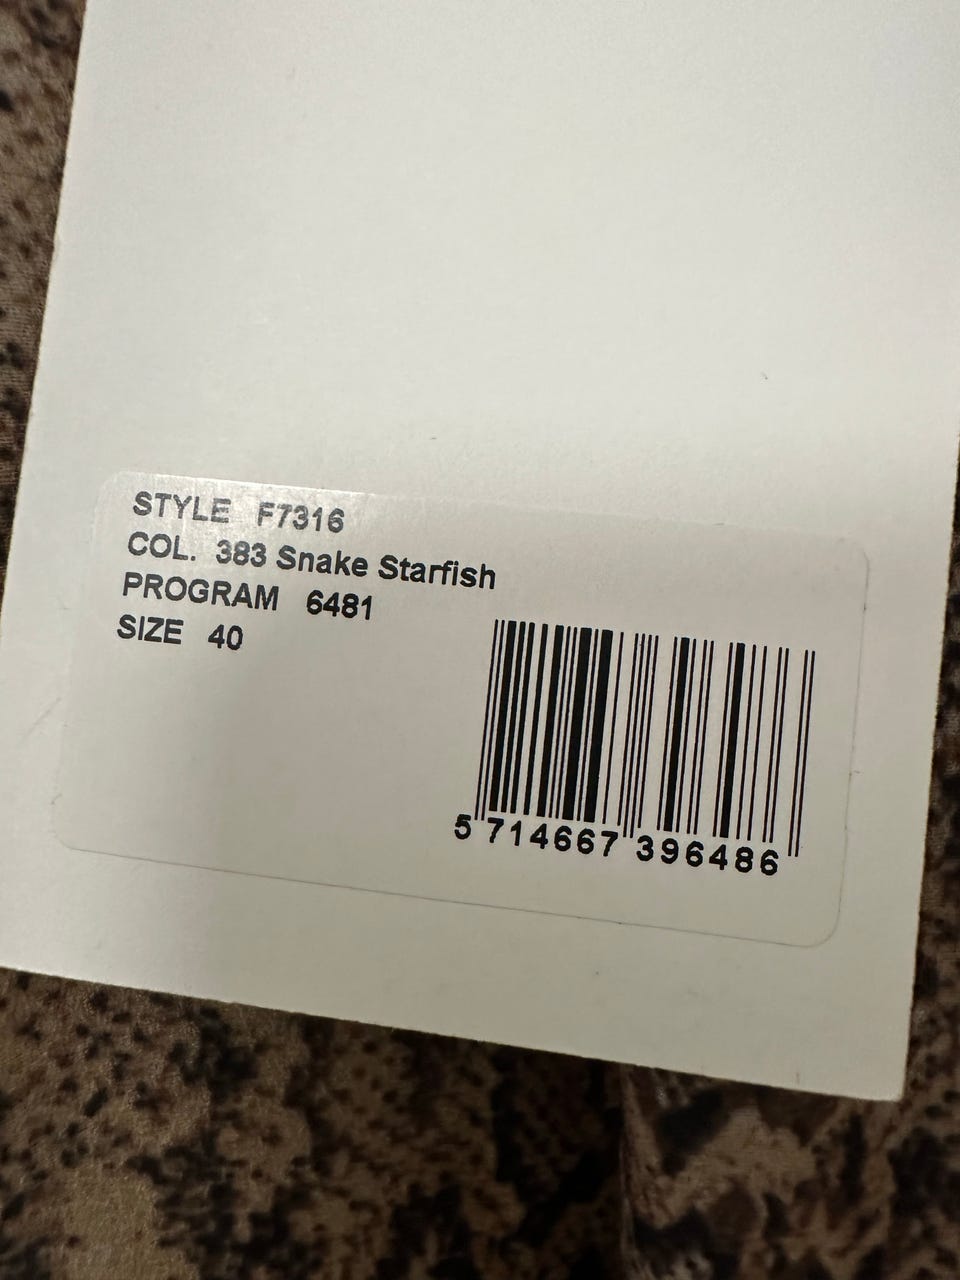 STYLE F7316
COL. 383 Snake Starfish
PROGRAM 6481
SIZE 40
5 714667 396486